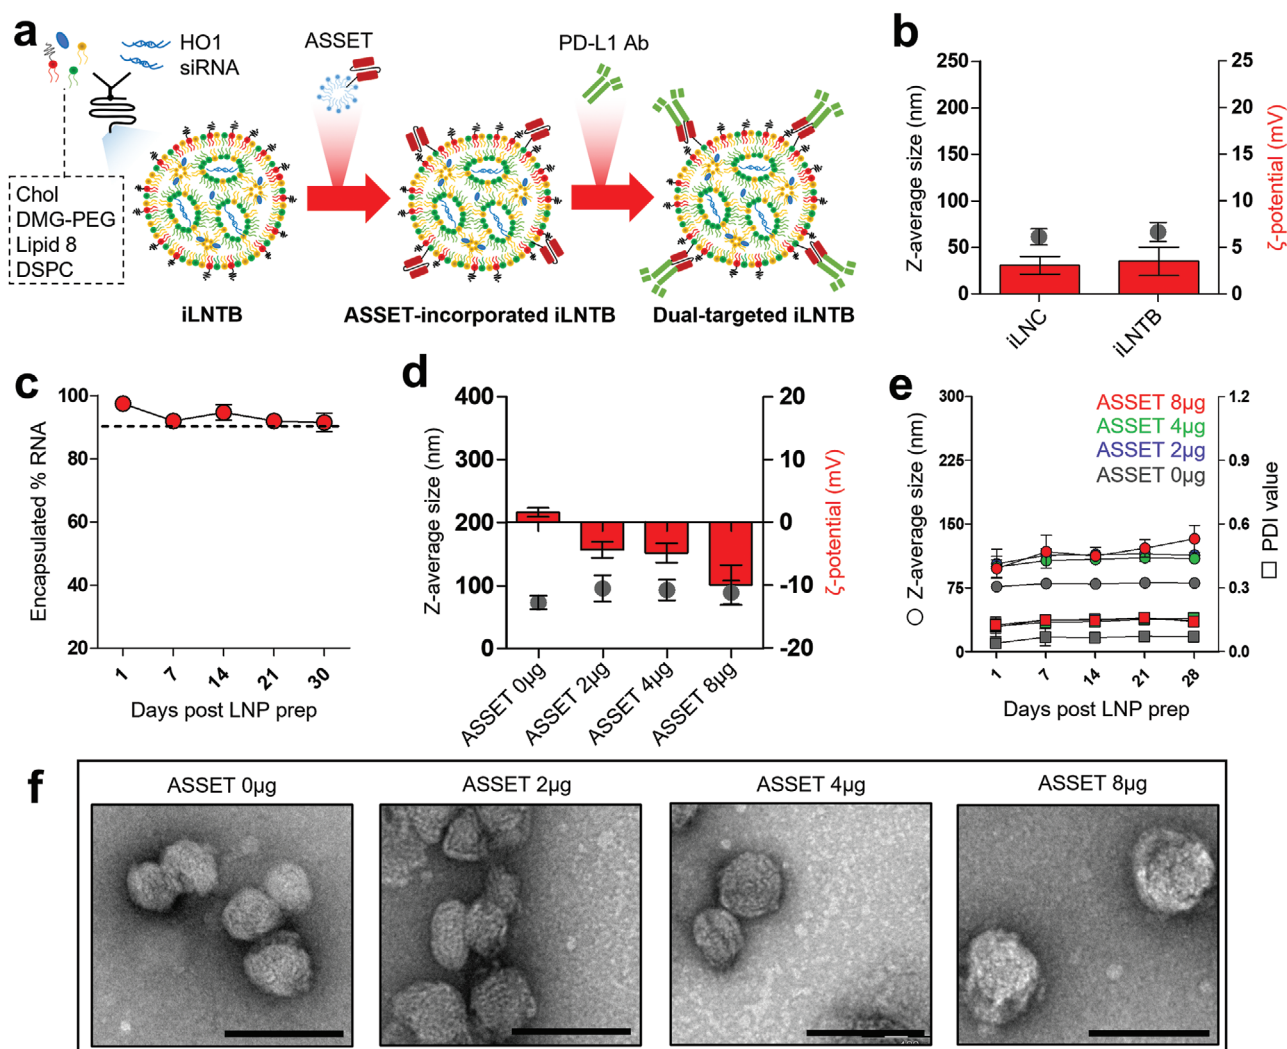 a
HO1
siRNA
ASSET
PD-L1 Ab
Chol
DMG-PEG
Lipid 8
DSPC
iLNTB
ASSET-incorporated iLNTB
Dual-targeted iLNTB
b
Z-average size (nm)
250
200
150
100
50
0
ζ-potential (mV)
25
20
15
10
5
0
iLNC
iLNTB
c
Encapsulated % RNA
100
80
60
40
20
1
7
14
21
30
Days post LNP prep
d
Z-average size (nm)
400
300
200
100
0
ζ-potential (mV)
20
10
0
-10
-20
ASSET 0µg
ASSET 2µg
ASSET 4µg
ASSET 8µg
e
Z-average size (nm)
300
225
150
75
0
ASSET 8µg
ASSET 4µg
ASSET 2µg
ASSET 0µg
PDI value
1.2
0.9
0.6
0.3
0.0
1
7
14
21
28
Days post LNP prep
f
ASSET 0µg
ASSET 2µg
ASSET 4µg
ASSET 8µg